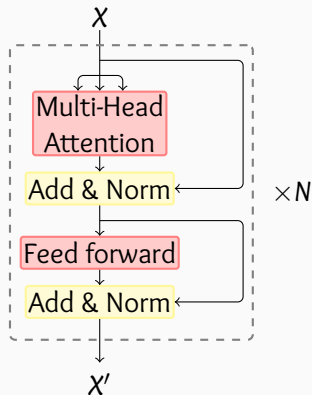 X
Multi-Head
Attention
Add & Norm
× N
Feed forward
Add & Norm
X′